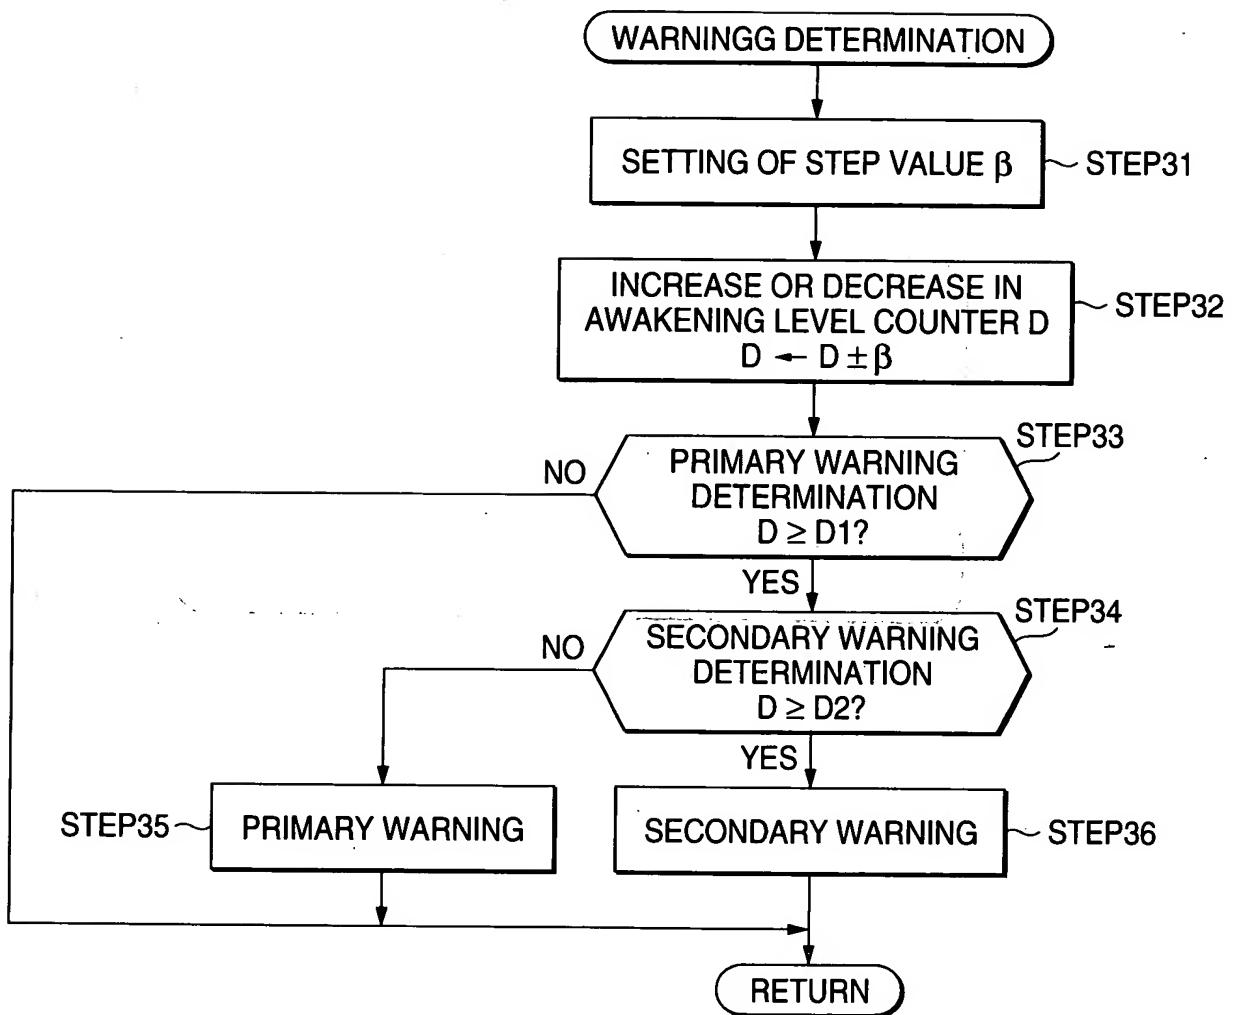 WARNINGG DETERMINATION
SETTING OF STEP VALUE β
STEP31
INCREASE OR DECREASE IN
AWAKENING LEVEL COUNTER D
D ← D ± β
STEP32
STEP33
PRIMARY WARNING
DETERMINATION
D ≥ D1?
NO
YES
STEP34
SECONDARY WARNING
DETERMINATION
D ≥ D2?
NO
YES
STEP35
PRIMARY WARNING
SECONDARY WARNING
STEP36
RETURN